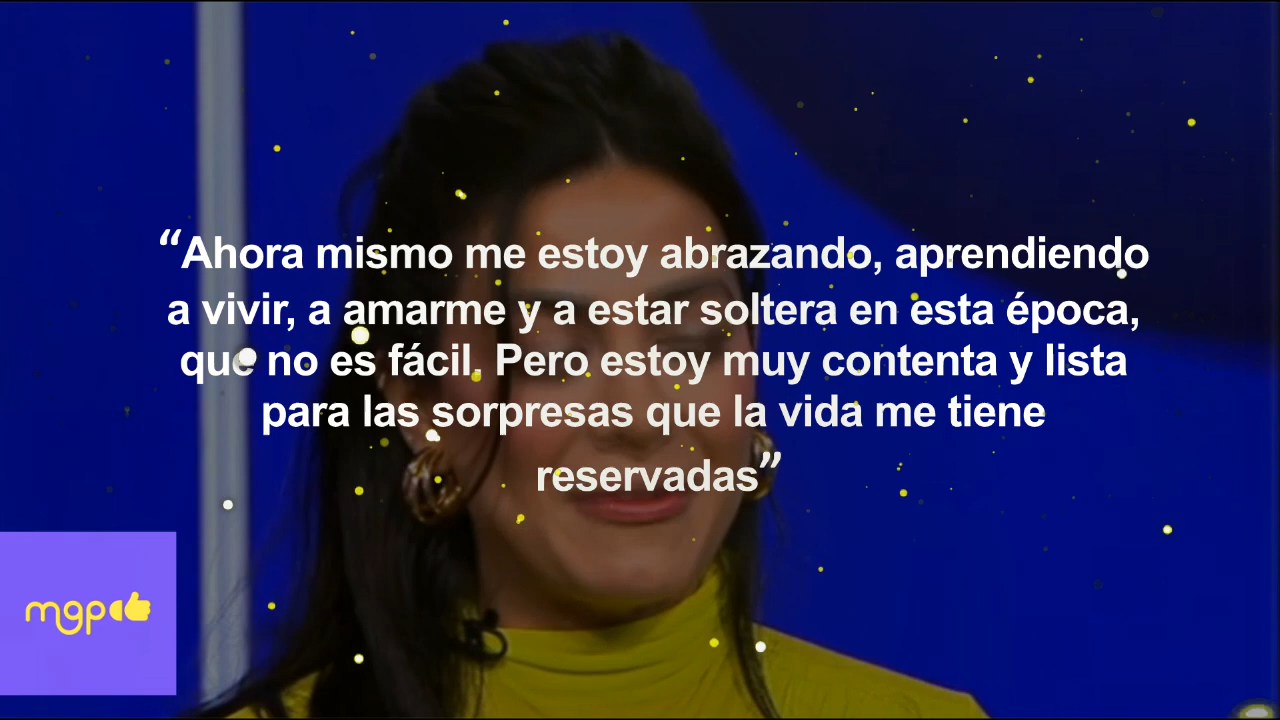 “Ahora mismo me estoy abrazando, aprendiendo
a vivir, a amarme y a estar soltera en esta época,
que no es fácil. Pero estoy muy contenta y lista
para las sorpresas que la vida me tiene
reservadas”
mgp